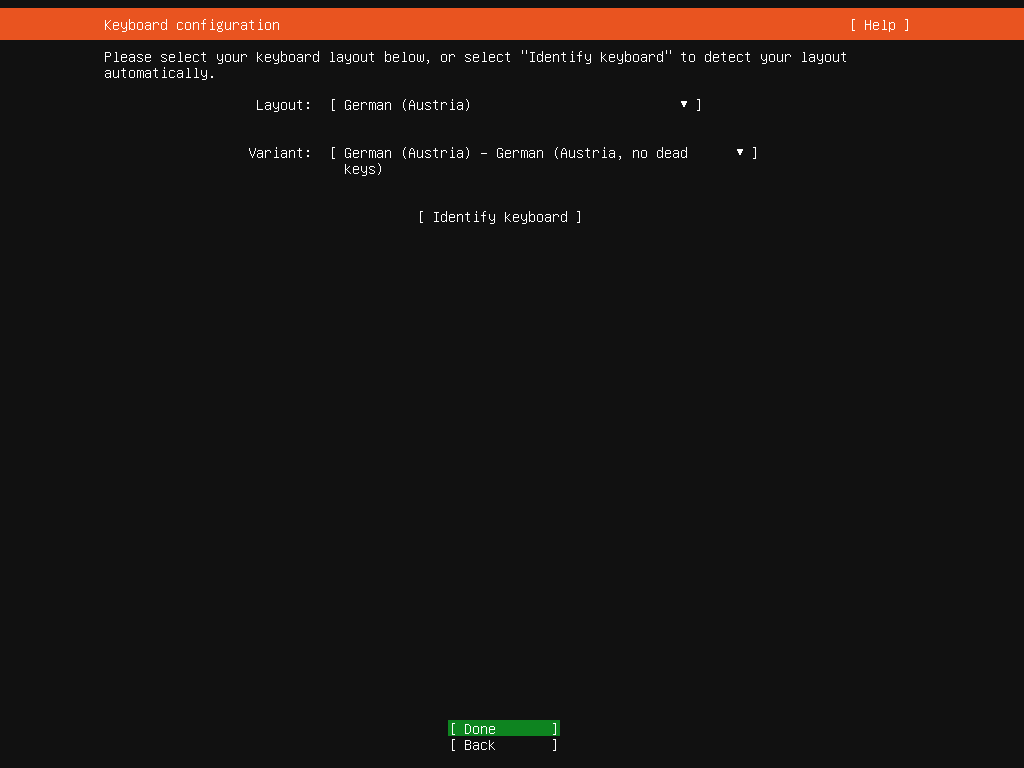 Keyboard configuration [ Help ]
Please select your keyboard layout below, or select "Identify keyboard" to detect your layout
automatically.
Layout: [ German (Austria) ▾ ]
Variant: [ German (Austria) – German (Austria, no dead ▾ ]
keys)
[ Identify keyboard ]
[ Done ]
[ Back ]